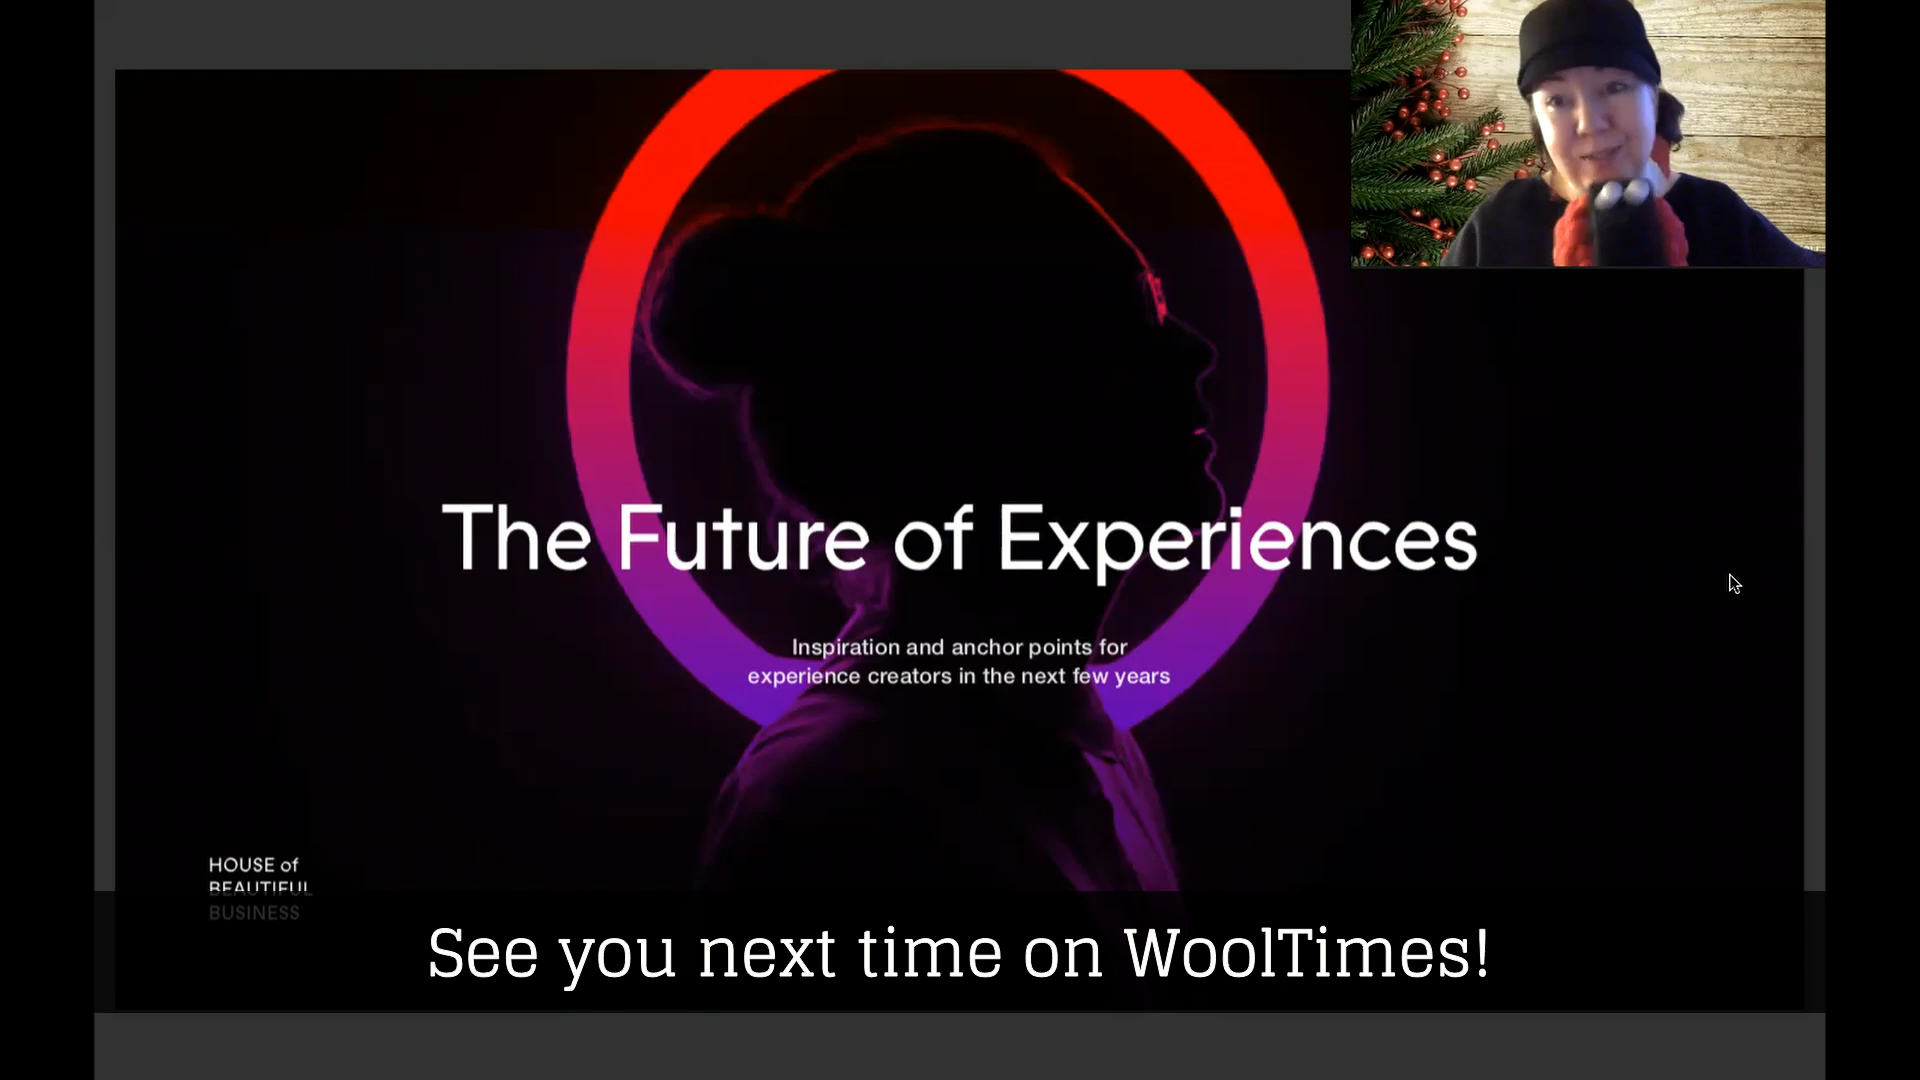 The Future of Experiences
Inspiration and anchor points for
experience creators in the next few years
HOUSE of
BEAUTIFUL
BUSINESS
See you next time on WoolTimes!